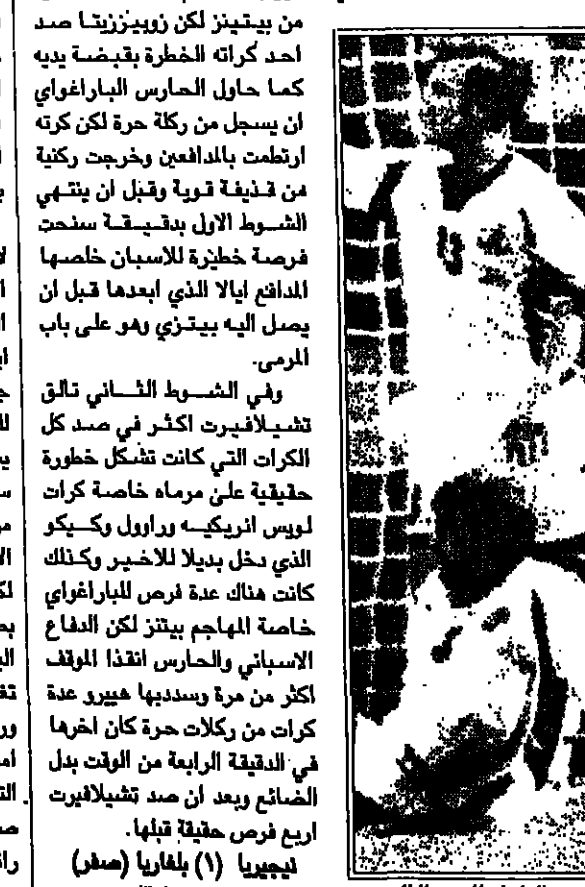 من بيتينز لكن زوبيززيتا صد
احد كراته الخطرة بقبضة يديه
كما حاول الحارس الباراغواي
ان يسجل من ركلة حرة لكن كرته
ارتطمت بالمدافعين وخرجت ركنية
من قذيفة قوية وقبل ان ينتهي
الشوط الاول بدقيقة سنحت
فرصة خطيرة للاسبان خلصها
المدافع ايالا الذي ابعدها قبل ان
يصل اليه بيتزي وهو على باب
المرمى.
وفي الشوط الثاني تالق
تشيلافيرت اكثر في صد كل
الكرات التي كانت تشكل خطورة
حقيقية على مرماه خاصة كرات
لويس انريكيه وراوول وكيكو
الذي دخل بديلا للاخير وكذلك
كانت هناك عدة فرص للباراغواي
خاصة المهاجم بيتنز لكن الدفاع
الاسباني والحارس انقذا الموقف
اكثر من مرة وسدديها هييرو عدة
كرات من ركلات حرة كان اخرها
في الدقيقة الرابعة من الوقت بدل
الضائع وبعد ان صد تشيلافيرت
اربع فرص حقيقة قبلها.
نيجيريا (١) بلغاريا (صفر)